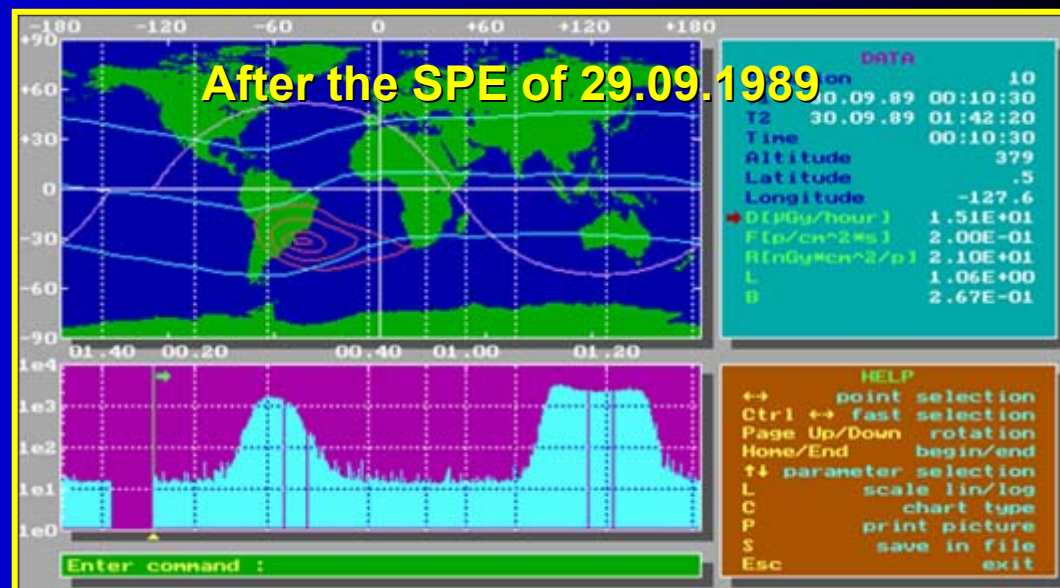 -180 -120 -60 0 +60 +120 +180
After the SPE of 29.09.1989
+90
+60
+30
0
-30
-60
-90
01.40 00.20 00.40 01.00 01.20
1e4
1e3
1e2
1e1
1e0
Enter command :
DATA
10
30.09.89 00:10:30
T2 30.09.89 01:42:20
Time 00:10:30
Altitude 379
Latitude .5
Longitude -127.6
D[µGy/hour] 1.51E+01
F[p/cm^2*s] 2.00E-01
R[nGy*cm^2/p] 2.10E+01
L 1.06E+00
B 2.67E-01
HELP
↔ point selection
Ctrl ↔ fast selection
Page Up/Down rotation
Home/End begin/end
↑↓ parameter selection
L scale lin/log
C chart type
P print picture
S save in file
Esc exit